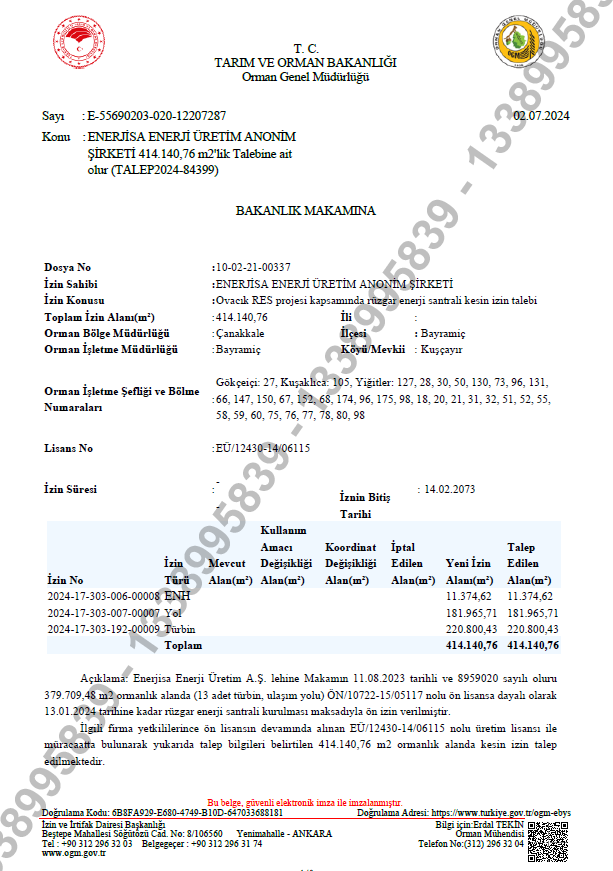 T. C.
TARIM VE ORMAN BAKANLIĞI
Orman Genel Müdürlüğü
Sayı : E-55690203-020-12207287 02.07.2024
Konu : ENERJİSA ENERJİ ÜRETİM ANONİM
ŞİRKETİ 414.140,76 m2'lik Talebine ait
olur (TALEP2024-84399)
BAKANLIK MAKAMINA
Dosya No :10-02-21-00337
İzin Sahibi :ENERJİSA ENERJİ ÜRETİM ANONİM ŞİRKETİ
İzin Konusu :Ovacık RES projesi kapsamında rüzgar enerji santrali kesin izin talebi
Toplam İzin Alanı(m²) :414.140,76 İli :
Orman Bölge Müdürlüğü :Çanakkale İlçesi : Bayramiç
Orman İşletme Müdürlüğü :Bayramiç Köyü/Mevkii : Kuşçayır
Orman İşletme Şefliği ve Bölme Numaraları
Gökçeiçi: 27, Kuşaklıca: 105, Yiğitler: 127, 28, 30, 50, 130, 73, 96, 131,
:66, 147, 150, 67, 152, 68, 174, 96, 175, 98, 18, 20, 21, 31, 32, 51, 52, 55,
58, 59, 60, 75, 76, 77, 78, 80, 98
Lisans No :EÜ/12430-14/06115
İzin Süresi : - - İznin Bitiş Tarihi : 14.02.2073
İzin No İzin Türü Mevcut Alan(m²) Kullanım Amacı Değişikliği Alan(m²) Koordinat Değişikliği Alan(m²) İptal Edilen Alan(m²) Yeni İzin Alanı(m²) Talep Edilen Alan(m²)
2024-17-303-006-00008 ENH 11.374,62 11.374,62
2024-17-303-007-00007 Yol 181.965,71 181.965,71
2024-17-303-192-00009 Türbin 220.800,43 220.800,43
Toplam 414.140,76 414.140,76
Açıklama: Enerjisa Enerji Üretim A.Ş. lehine Makamın 11.08.2023 tarihli ve 8959020 sayılı oluru
379.709,48 m2 ormanlık alanda (13 adet türbin, ulaşım yolu) ÖN/10722-15/05117 nolu ön lisansa dayalı olarak
13.01.2024 tarihine kadar rüzgar enerji santrali kurulması maksadıyla ön izin verilmiştir.
İlgili firma yetkililerince ön lisansın devamında alınan EÜ/12430-14/06115 nolu üretim lisansı ile
müracaatta bulunarak yukarıda talep bilgileri belirtilen 414.140,76 m2 ormanlık alanda kesin izin talep
edilmektedir.
Bu belge, güvenli elektronik imza ile imzalanmıştır.
Doğrulama Kodu: 6B8FA929-E680-4749-B10D-647033688181 Doğrulama Adresi: https://www.turkiye.gov.tr/ogm-ebys
İzin ve İrtifak Dairesi Başkanlığı Bilgi için:Erdal TEKİN
Beştepe Mahallesi Söğütözü Cad. No: 8/106560 Yenimahalle - ANKARA Orman Mühendisi
Tel : +90 312 296 32 03 Belgegeçer : +90 312 296 31 74 Telefon No:(312) 296 32 04
www.ogm.gov.tr
1338995839 - 1338995839 - 1338995839 - 1338995839